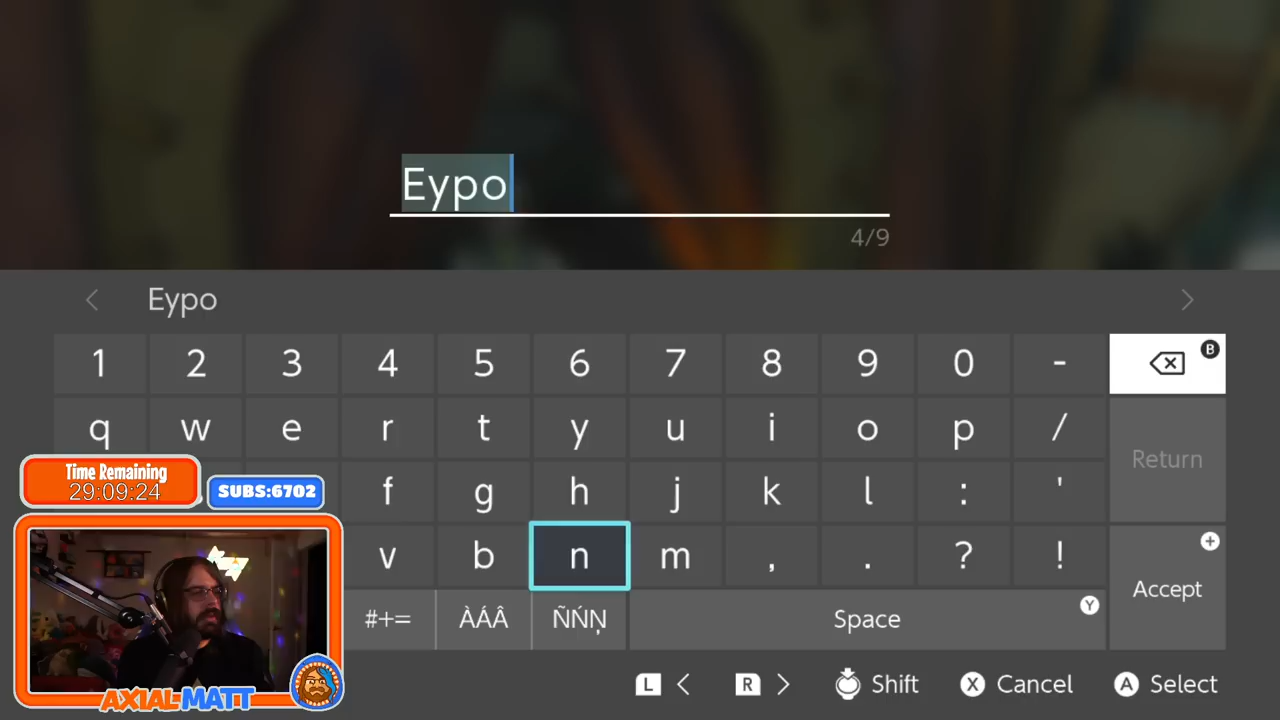 Eypo
4/9
Eypo
1 2 3 4 5 6 7 8 9 0 - B
q w e r t y u i o p /
Return
f g h j k l : '
v b n m , . ? ! +
Accept
#+= ÀÁÂ ÑŃŅ Space Y
L R Shift X Cancel A Select
Time Remaining
29:09:24
SUBS:6702
AXIAL-MATT